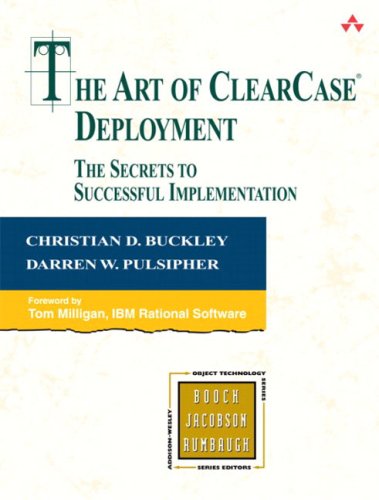 THE ART OF CLEARCASE®
DEPLOYMENT
THE SECRETS TO
SUCCESSFUL IMPLEMENTATION
CHRISTIAN D. BUCKLEY
DARREN W. PULSIPHER
Foreword by
Tom Milligan, IBM Rational Software
ADDISON-WESLEY
OBJECT TECHNOLOGY
SERIES
BOOCH
JACOBSON
RUMBAUGH
SERIES EDITORS